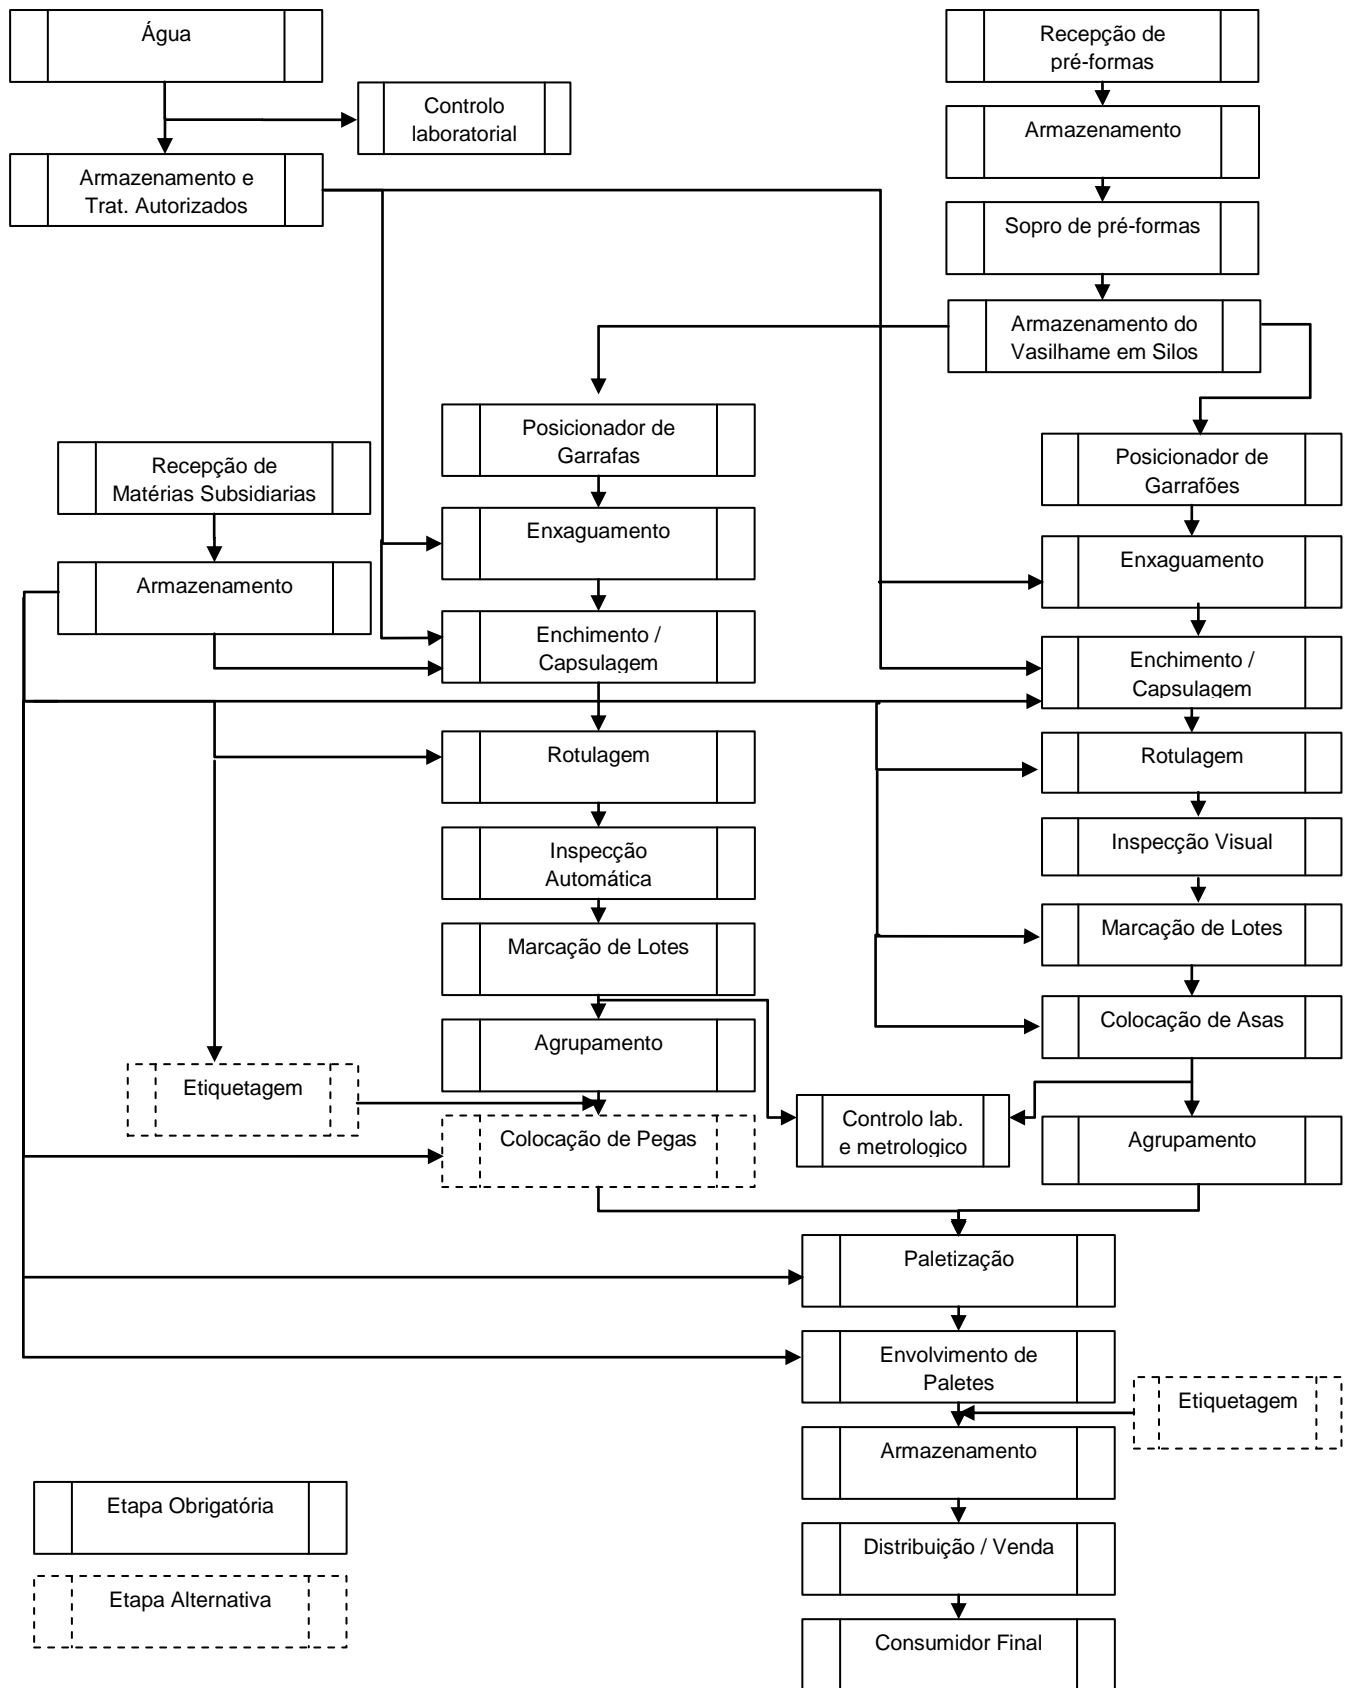 Água
Recepção de
pré-formas
Controlo
laboratorial
Armazenamento
Armazenamento e
Trat. Autorizados
Sopro de pré-formas
Armazenamento do
Vasilhame em Silos
Posicionador de
Garrafas
Posicionador de
Garrafões
Recepção de
Matérias Subsidiarias
Enxaguamento
Enxaguamento
Armazenamento
Enchimento /
Capsulagem
Enchimento /
Capsulagem
Rotulagem
Rotulagem
Inspecção
Automática
Inspecção Visual
Marcação de Lotes
Marcação de Lotes
Colocação de Asas
Agrupamento
Etiquetagem
Colocação de Pegas
Controlo lab.
e metrologico
Agrupamento
Paletização
Envolvimento de
Paletes
Etiquetagem
Armazenamento
Etapa Obrigatória
Distribuição / Venda
Etapa Alternativa
Consumidor Final